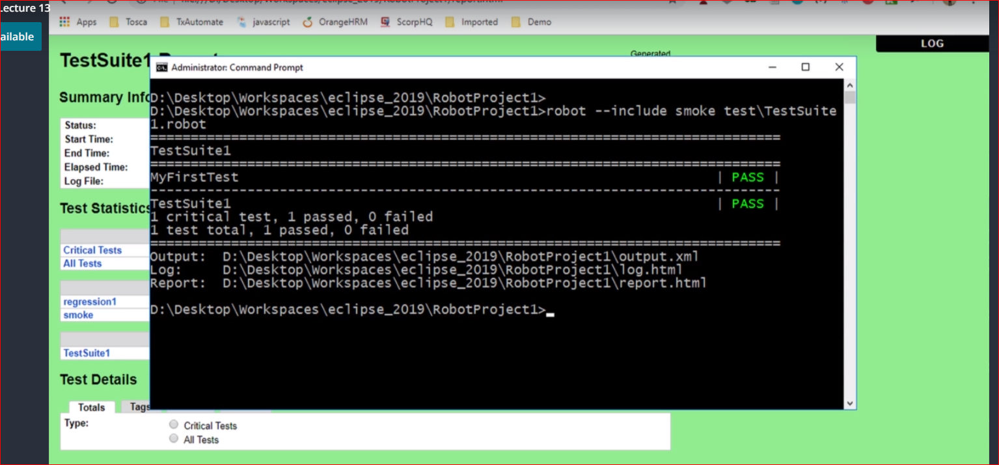 Lecture 13
ailable
Apps Tosca TxAutomate javascript OrangeHRM ScorpHQ Imported Demo
LOG
TestSuite1
Generated
Administrator: Command Prompt
Summary Info
Status:
Start Time:
End Time:
Elapsed Time:
Log File:
Test Statistics
Critical Tests
All Tests
regression1
smoke
TestSuite1
Test Details
Totals Tags
Type:
Critical Tests
All Tests
D:\Desktop\Workspaces\eclipse_2019\RobotProject1>
D:\Desktop\Workspaces\eclipse_2019\RobotProject1>robot --include smoke test\TestSuite
1.robot
==============================================================================
TestSuite1
==============================================================================
MyFirstTest | PASS |
------------------------------------------------------------------------------
TestSuite1 | PASS |
1 critical test, 1 passed, 0 failed
1 test total, 1 passed, 0 failed
==============================================================================
Output: D:\Desktop\Workspaces\eclipse_2019\RobotProject1\output.xml
Log: D:\Desktop\Workspaces\eclipse_2019\RobotProject1\log.html
Report: D:\Desktop\Workspaces\eclipse_2019\RobotProject1\report.html
D:\Desktop\Workspaces\eclipse_2019\RobotProject1>